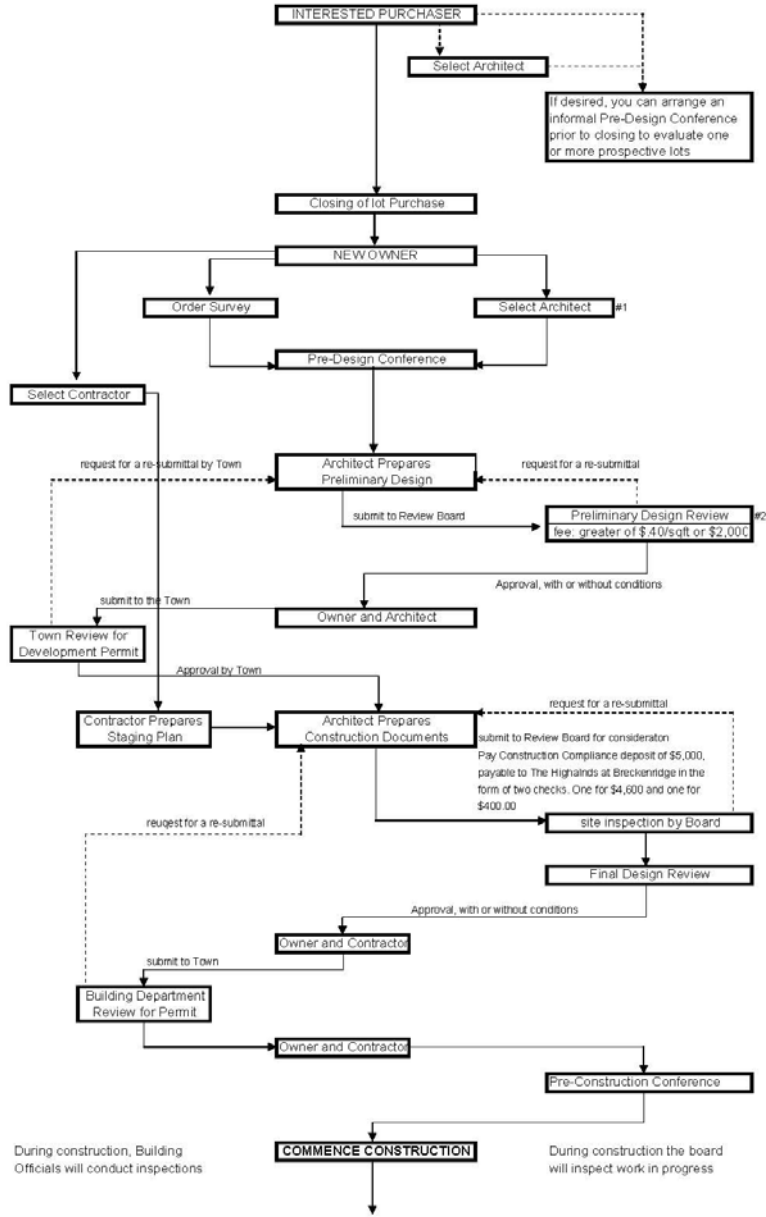 INTERESTED PURCHASER
Select Architect
If desired, you can arrange an
informal Pre-Design Conference
prior to closing to evaluate one
or more prospective lots
Closing of lot Purchase
NEW OWNER
Order Survey
Select Architect
#1
Pre-Design Conference
Select Contractor
request for a re-submittal by Town
Architect Prepares
Preliminary Design
request for a re-submittal
submit to Review Board
Preliminary Design Review
#2
fee: greater of $.40/sqft or $2,000
Approval, with or without conditions
submit to the Town
Owner and Architect
Town Review for
Development Permit
Approval by Town
request for a re-submittal
Contractor Prepares
Staging Plan
Architect Prepares
Construction Documents
submit to Review Board for consideraton
Pay Construction Compliance deposit of $5,000,
payable to The Highalnds at Breckenridge in the
form of two checks. One for $4,600 and one for
$400.00
reuqest for a re-submittal
site inspection by Board
Final Design Review
Approval, with or without conditions
Owner and Contractor
submit to Town
Building Department
Review for Permit
Owner and Contractor
Pre-Construction Conference
During construction, Building
Officials will conduct inspections
COMMENCE CONSTRUCTION
During construction the board
will inspect work in progress